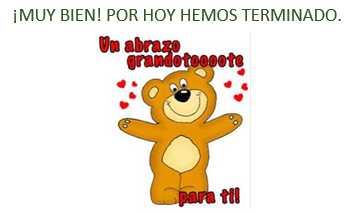 ¡MUY BIEN! POR HOY HEMOS TERMINADO.
Un abrazo
grandotoooote
para ti!